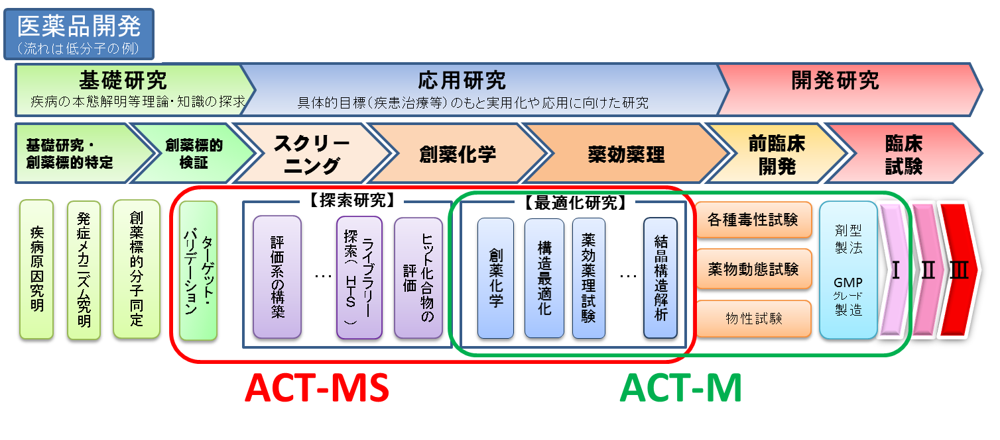 医薬品開発
(流れは低分子の例)
基礎研究
疾病の本態解明等理論・知識の探求
応用研究
具体的目標(疾患治療等)のもと実用化や応用に向けた研究
開発研究
基礎研究・
創薬標的特定
創薬標的
検証
スクリー
ニング
創薬化学
薬効薬理
前臨床
開発
臨床
試験
疾病原因究明
発症メカニズム究明
創薬標的分子同定
ターゲット・
バリデーション
【探索研究】
評価系の構築
…
ライブラリー
探索(HTS)
ヒット化合物の
評価
【最適化研究】
創薬化学
構造最適化
薬効薬理試験
…
結晶構造解析
各種毒性試験
薬物動態試験
物性試験
剤型
製法
GMP
グレード
製造
Ⅰ
Ⅱ
Ⅲ
ACT-MS
ACT-M